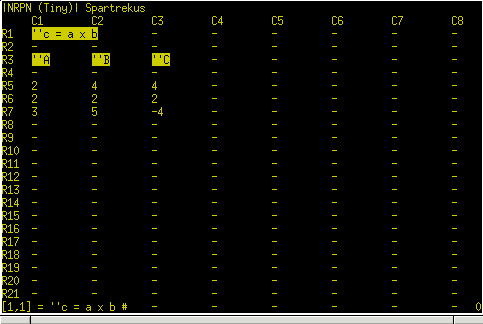 |NRPN (Tiny)| Spartrekus
C1 C2 C3 C4 C5 C6 C7 C8
R1 ''c = a x b - - - - - -
R2 - - - - - - - -
R3 ''A ''B ''C - - - - -
R4 - - - - - - - -
R5 2 4 4 - - - - -
R6 2 2 2 - - - - -
R7 3 5 -4 - - - - -
R8 - - - - - - - -
R9 - - - - - - - -
R10 - - - - - - - -
R11 - - - - - - - -
R12 - - - - - - - -
R13 - - - - - - - -
R14 - - - - - - - -
R15 - - - - - - - -
R16 - - - - - - - -
R17 - - - - - - - -
R18 - - - - - - - -
R19 - - - - - - - -
R20 - - - - - - - -
R21 - - - - - - - -
[1,1] = ''c = a x b # - - - - - 0